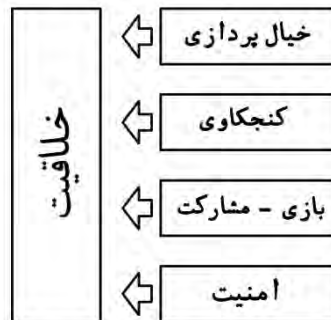 خیال پردازی
کنجکاوی
بازی - مشارکت
امنیت
خلاقیت